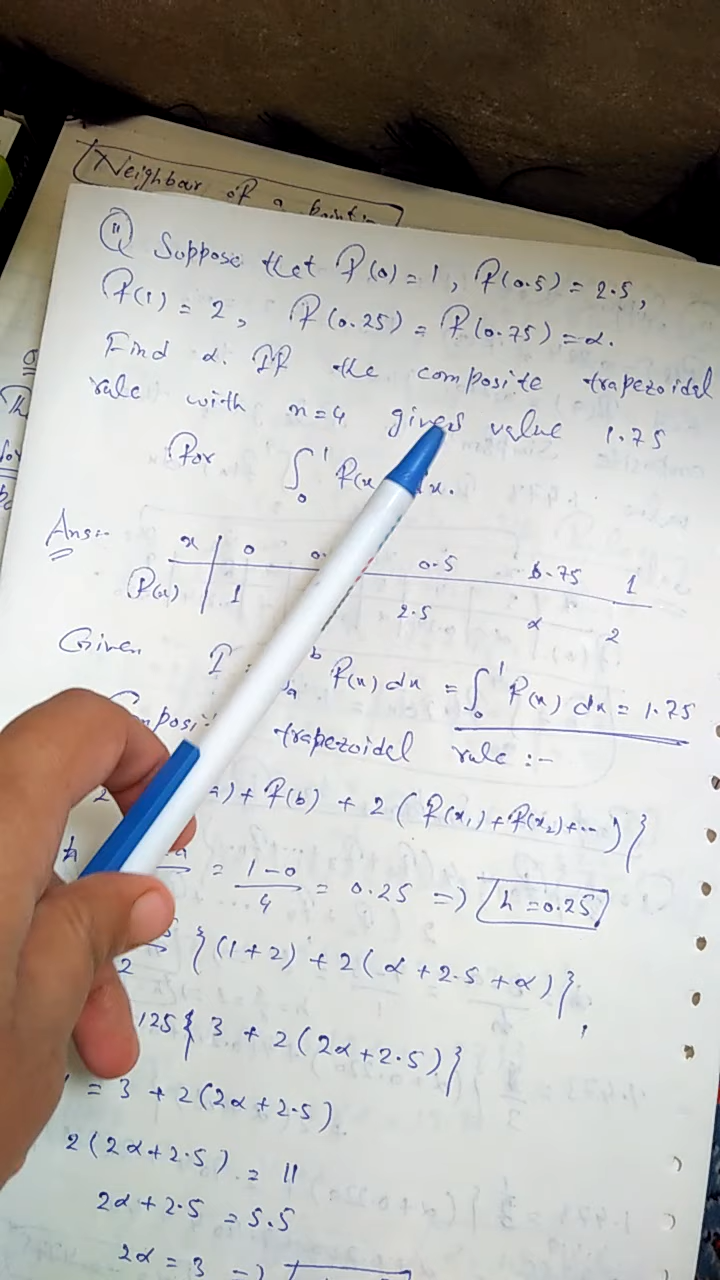 Neighbour of a
11 Suppose that f(0) = 1, f(0.5) = 2.5,
f(1) = 2, f(0.25) = f(0.75) = α.
Find α. If the composite trapezoidal
rule with n=4 gives value 1.75
for ∫₀¹ f(x) dx.
Ans:-
x 0 0. 0.5 0.75 1
f(x) 1 2.5 α 2
Given I f(x) dx = ∫₀¹ f(x) dx = 1.75
trapezoidal rule :-
+ f(b) + 2 ( f(x₁) + f(x₂) + ... ) }
= 1-0/4 = 0.25 => h = 0.25
2 { (1+2) + 2(α + 2.5 + α) },
125 { 3 + 2(2α + 2.5) }
= 3 + 2(2α + 2.5)
2(2α + 2.5) = 11
2α + 2.5 = 5.5
2α = 3 =>